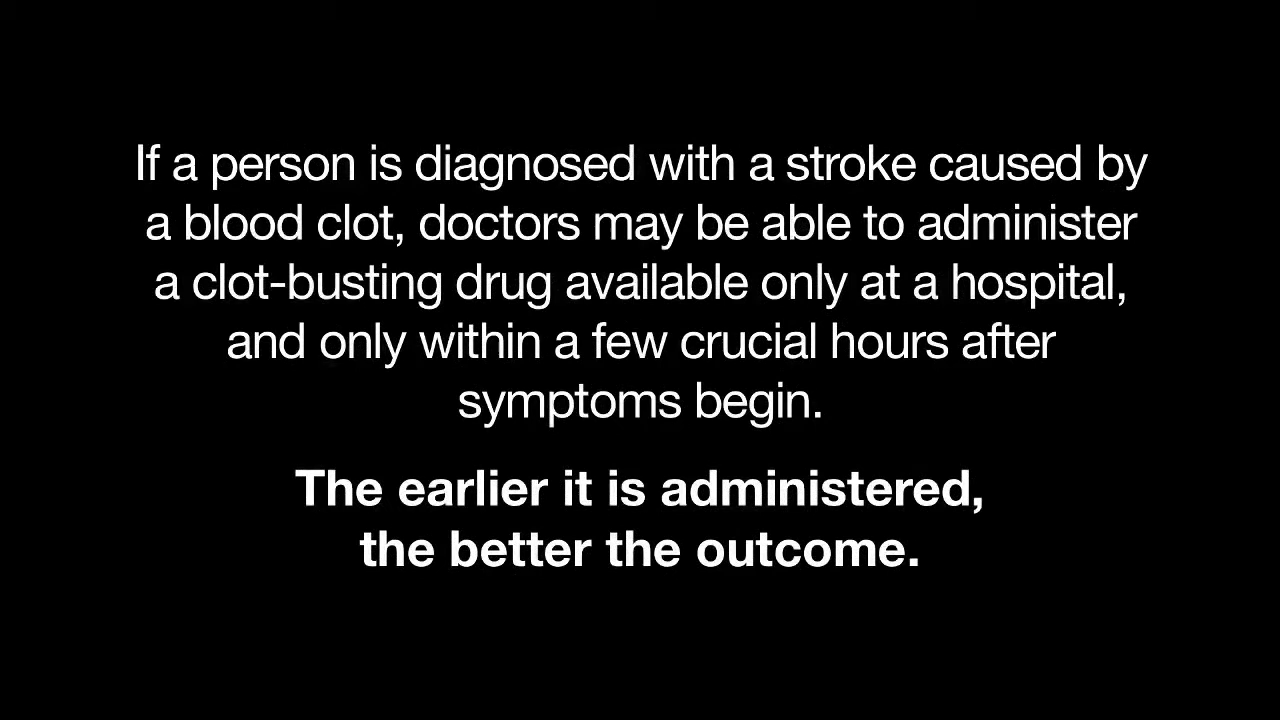 If a person is diagnosed with a stroke caused by
a blood clot, doctors may be able to administer
a clot-busting drug available only at a hospital,
and only within a few crucial hours after
symptoms begin.
The earlier it is administered,
the better the outcome.